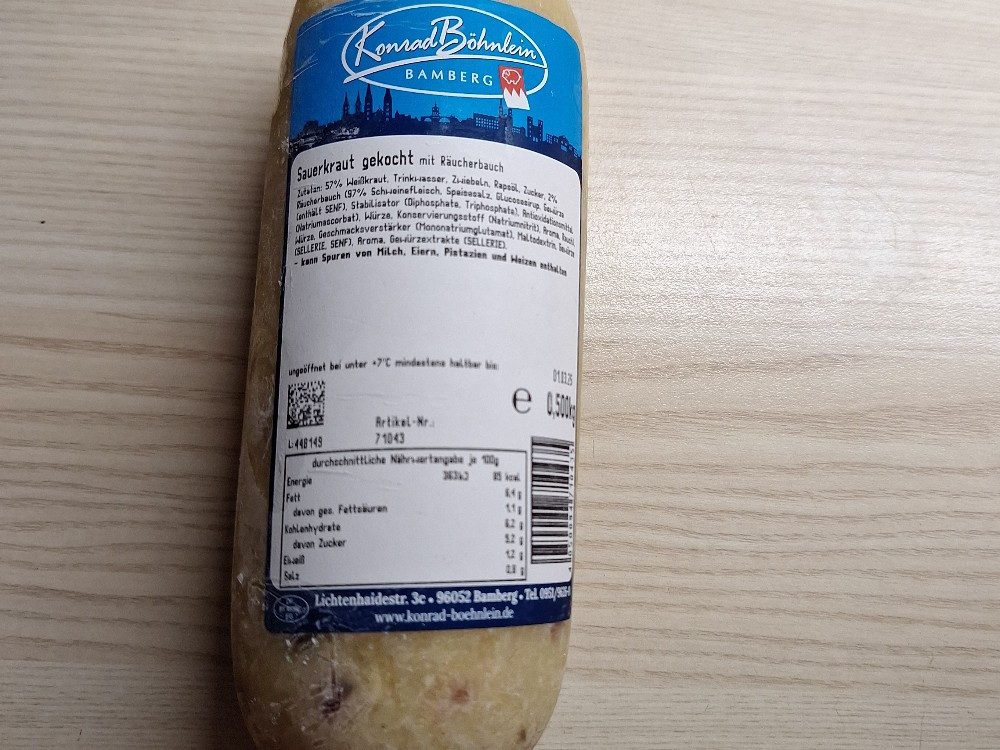 Konrad Böhnlein
BAMBERG
Sauerkraut gekocht mit Räucherbauch
Zutaten: 57% Weißkraut, Trinkwasser, Zwiebeln, Rapsöl, Zucker, 2%
Räucherbauch (97% Schweinefleisch, Speisesalz, Glucosesirup, Gewürze
(enthält SENF), Stabilisator (Diphosphate, Triphosphate), Antioxidationsmittel
(Natriumascorbat), Würze, Konservierungsstoff (Natriumnitrit), Aroma, Rauch),
Würze, Geschmacksverstärker (Mononatriumglutamat), Maltodextrin, Gewürze
(SELLERIE, SENF), Aroma, Gewürzextrakte (SELLERIE).
- kann Spuren von Milch, Eiern, Pistazien und Weizen enthalten
ungeöffnet bei unter +7°C mindestens haltbar bis:
e 0,500kg
Artikel-Nr.:
L:448149 71043
durchschnittliche Nährwertangabe je 100g
Energie 363kJ 85 kcal
Fett 6,4 g
davon ges. Fettsäuren 1,1 g
Kohlenhydrate 6,2 g
davon Zucker 5,2 g
Eiweiß 1,2 g
Salz 0,9 g
Lichtenhaidestr. 3c • 96052 Bamberg • Tel. 0951/
www.konrad-boehnlein.de